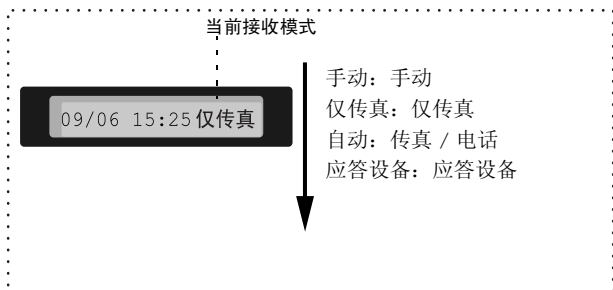 当前接收模式
09/06 15:25 仅传真
手动：手动
仅传真：仅传真
自动：传真 / 电话
应答设备：应答设备